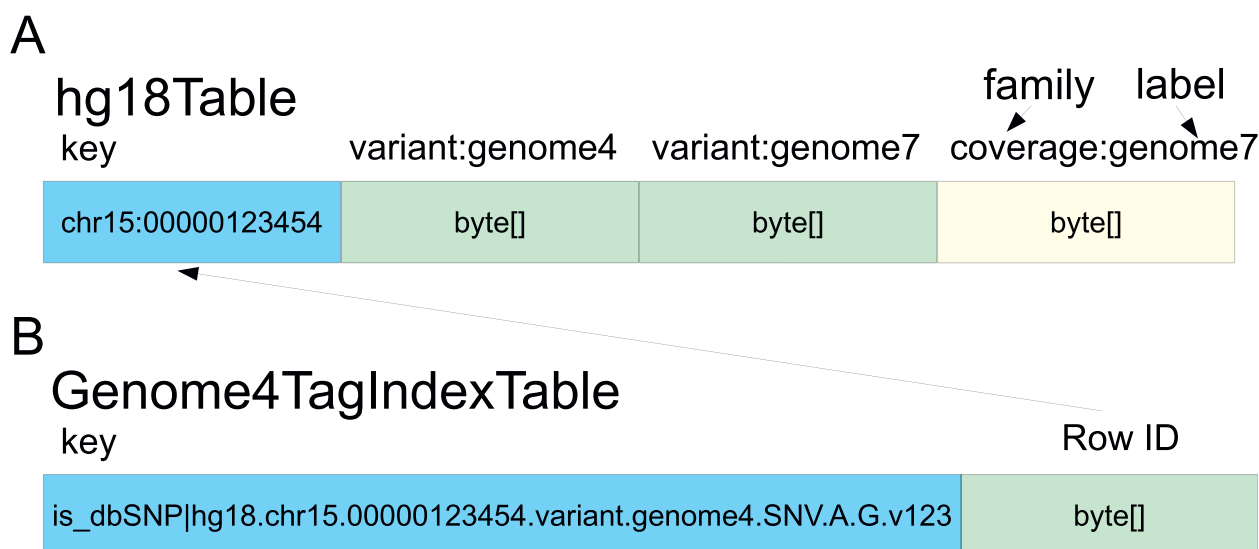 A
hg18Table
family label
key variant:genome4 variant:genome7 coverage:genome7
chr15:00000123454 byte[] byte[] byte[]
B
Genome4TagIndexTable
key Row ID
is_dbSNP|hg18.chr15.00000123454.variant.genome4.SNV.A.G.v123 byte[]